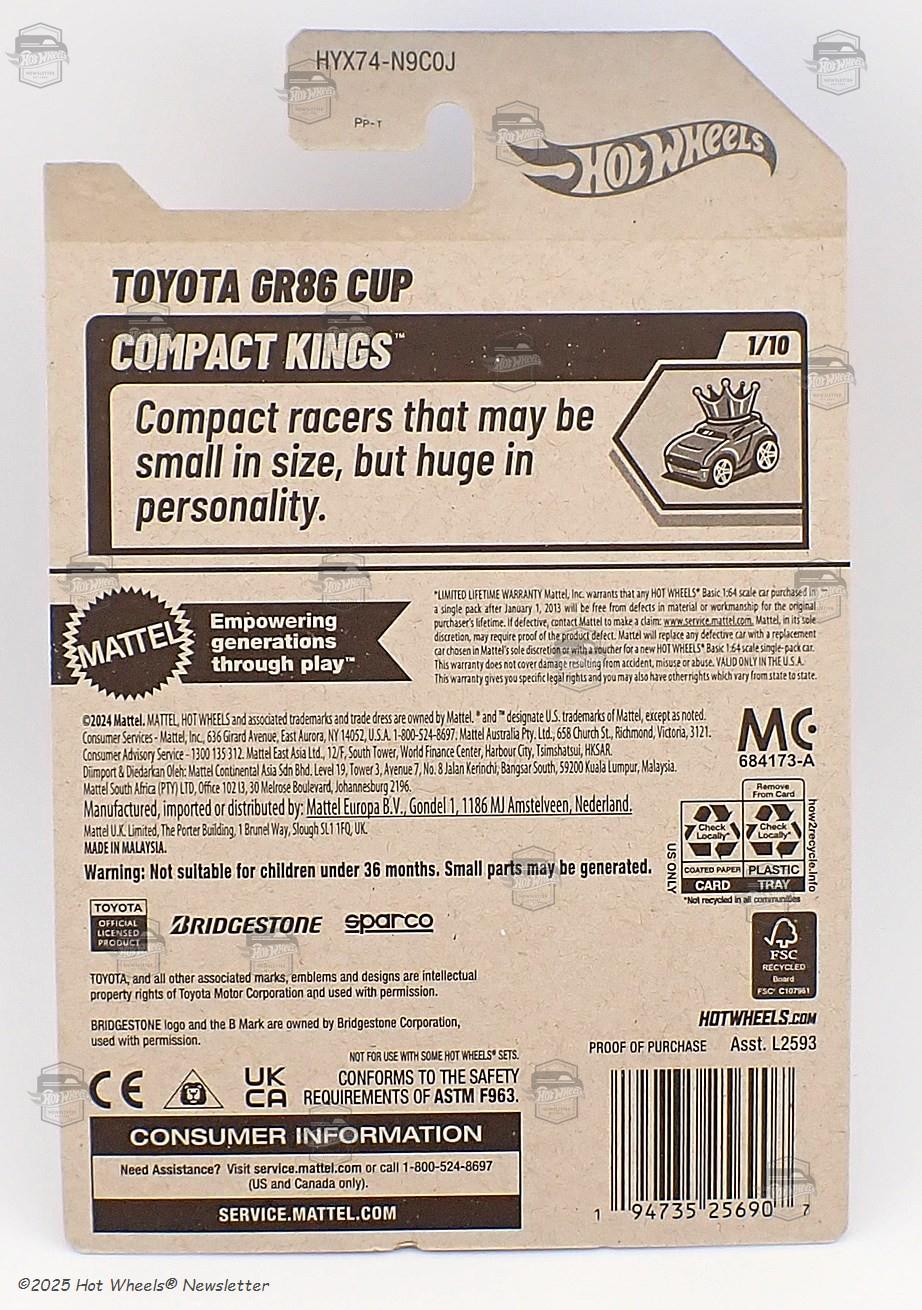 HYX74-N9C0J
PP-T
HOT WHEELS
TOYOTA GR86 CUP
COMPACT KINGS™
1/10
Compact racers that may be
small in size, but huge in
personality.
MATTEL
Empowering
generations
through play™
*LIMITED LIFETIME WARRANTY Mattel, Inc. warrants that any HOT WHEELS® Basic 1:64 scale car purchased in
a single pack after January 1, 2013 will be free from defects in material or workmanship for the original
purchaser's lifetime. If defective, contact Mattel to make a claim: www.service.mattel.com. Mattel, in its sole
discretion, may require proof of the product defect. Mattel will replace any defective car with a replacement
car chosen in Mattel's sole discretion or with a voucher for a new HOT WHEELS® Basic 1:64 scale single-pack car.
This warranty does not cover damage resulting from accident, misuse or abuse. VALID ONLY IN THE U.S.A.
This warranty gives you specific legal rights and you may also have other rights which vary from state to state.
©2024 Mattel. MATTEL, HOT WHEELS and associated trademarks and trade dress are owned by Mattel. ® and ™ designate U.S. trademarks of Mattel, except as noted.
Consumer Services - Mattel, Inc., 636 Girard Avenue, East Aurora, NY 14052, U.S.A. 1-800-524-8697. Mattel Australia Pty. Ltd., 658 Church St., Richmond, Victoria, 3121.
Consumer Advisory Service - 1300 135 312. Mattel East Asia Ltd., 12/F, South Tower, World Finance Center, Harbour City, Tsimshatsui, HKSAR.
Diimport & Diedarkan Oleh: Mattel Continental Asia Sdn Bhd. Level 19, Tower 3, Avenue 7, No. 8 Jalan Kerinchi, Bangsar South, 59200 Kuala Lumpur, Malaysia.
Mattel South Africa (PTY) LTD, Office 102 I3, 30 Melrose Boulevard, Johannesburg 2196.
Manufactured, imported or distributed by: Mattel Europa B.V., Gondel 1, 1186 MJ Amstelveen, Nederland.
Mattel U.K. Limited, The Porter Building, 1 Brunel Way, Slough SL1 1FQ, UK.
MADE IN MALAYSIA.
Warning: Not suitable for children under 36 months. Small parts may be generated.
MC
684173-A
Remove
From Card
Check
Locally*
Check
Locally*
COATED PAPER
PLASTIC
CARD
TRAY
US ONLY
how2recycle.info
*Not recycled in all communities
TOYOTA
OFFICIAL
LICENSED
PRODUCT
BRIDGESTONE
sparco
FSC
RECYCLED
Board
FSC® C107981
TOYOTA, and all other associated marks, emblems and designs are intellectual
property rights of Toyota Motor Corporation and used with permission.
BRIDGESTONE logo and the B Mark are owned by Bridgestone Corporation,
used with permission.
HOTWHEELS.COM
PROOF OF PURCHASE Asst. L2593
NOT FOR USE WITH SOME HOT WHEELS® SETS.
CE
UK
CA
CONFORMS TO THE SAFETY
REQUIREMENTS OF ASTM F963.
CONSUMER INFORMATION
Need Assistance? Visit service.mattel.com or call 1-800-524-8697
(US and Canada only).
SERVICE.MATTEL.COM
1 94735 25690 7
©2025 Hot Wheels® Newsletter